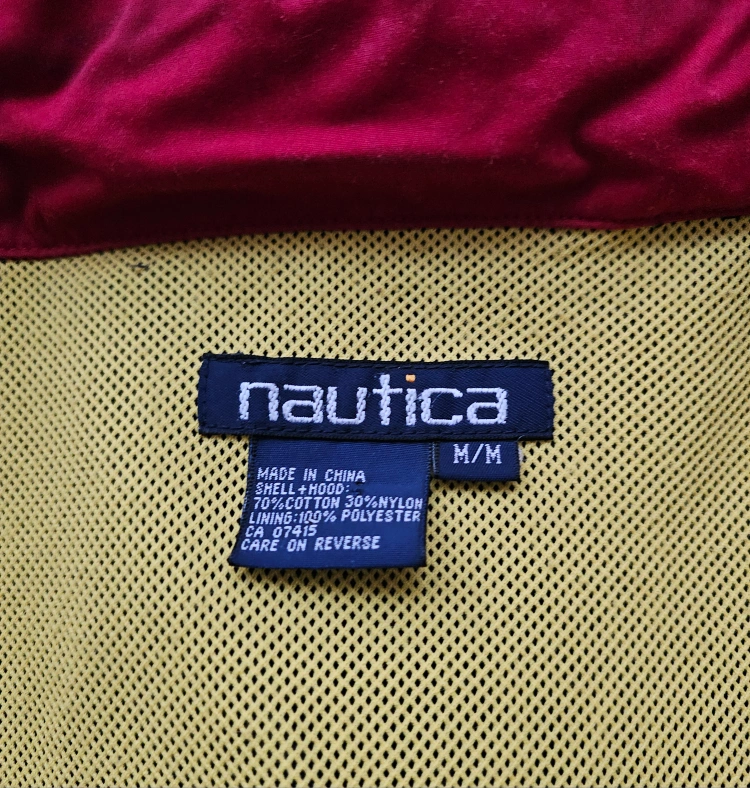 nautica
M/M
MADE IN CHINA
SHELL+HOOD:
70%COTTON 30%NYLON
LINING:100% POLYESTER
CA 07415
CARE ON REVERSE